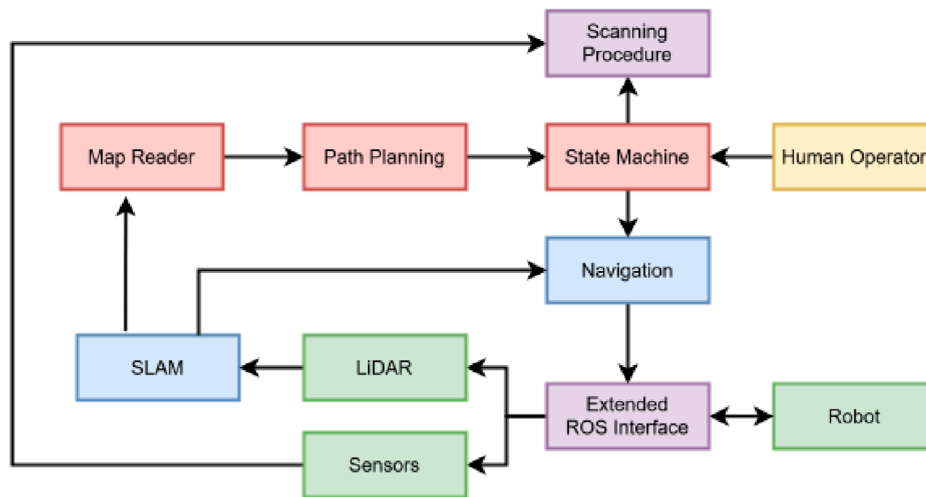 Scanning
Procedure
Map Reader
Path Planning
State Machine
Human Operator
Navigation
SLAM
LiDAR
Extended
ROS Interface
Robot
Sensors